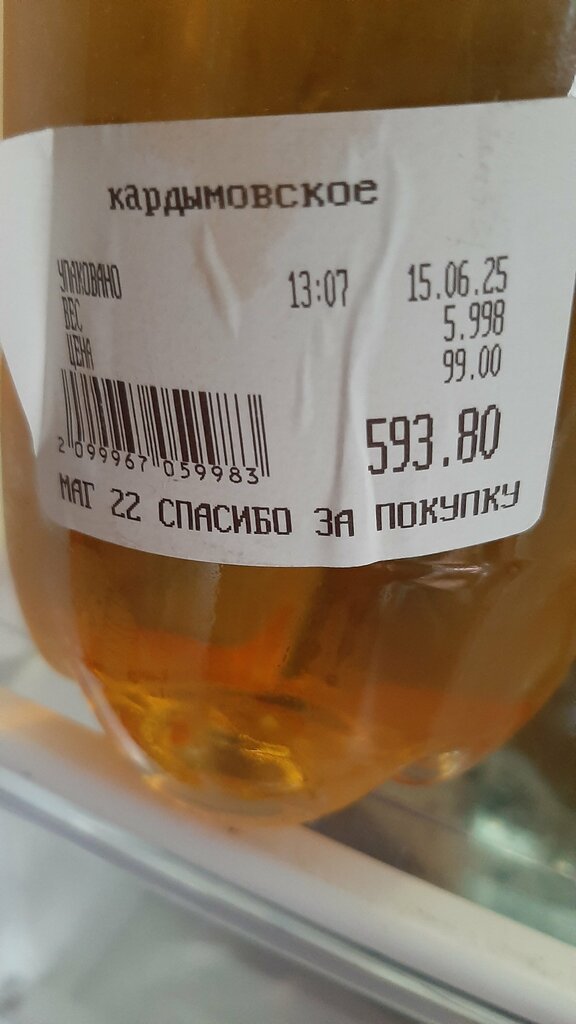 кардымовское
УПАКОВАНО 13:07 15.06.25
ВЕС 5.998
ЦЕНА 99.00
593.80
2 099967 059983
МАГ 22 СПАСИБО ЗА ПОКУПКУ